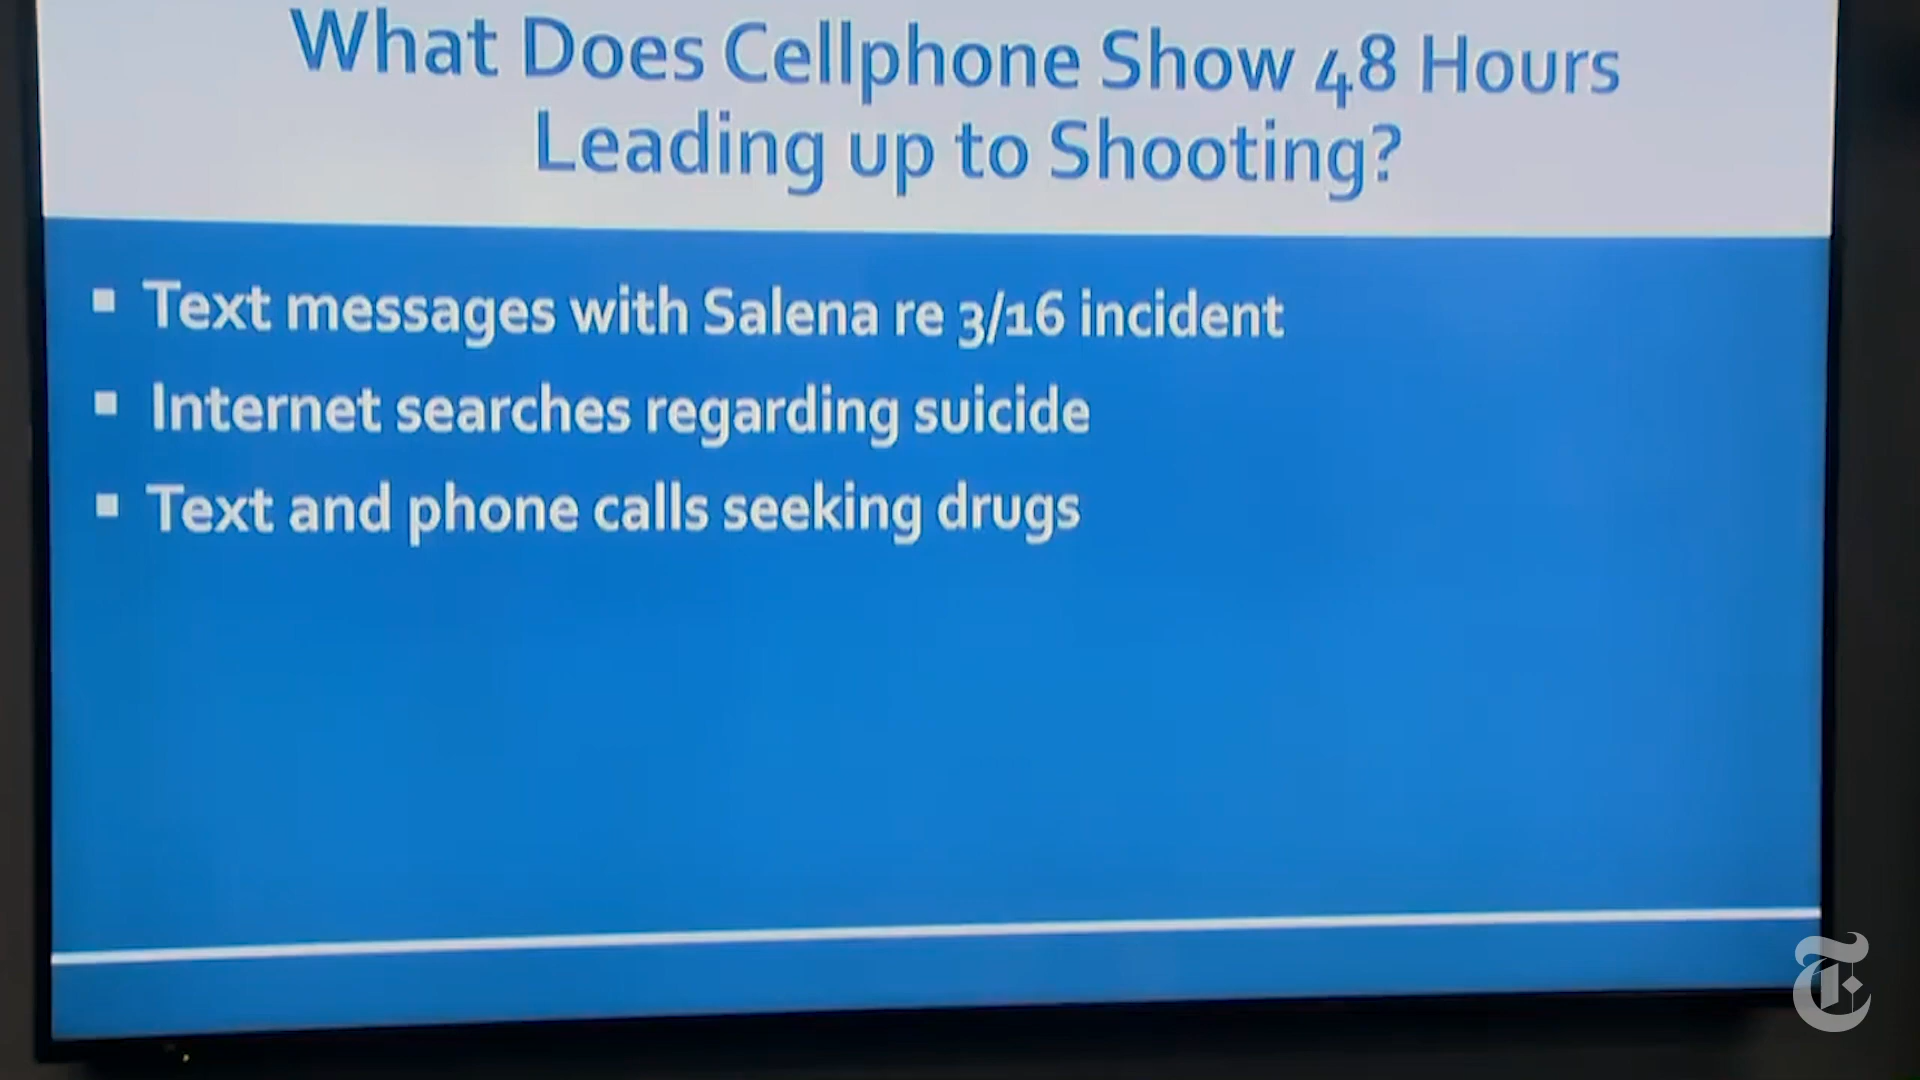 What Does Cellphone Show 48 Hours
Leading up to Shooting?
Text messages with Salena re 3/16 incident
Internet searches regarding suicide
Text and phone calls seeking drugs
T